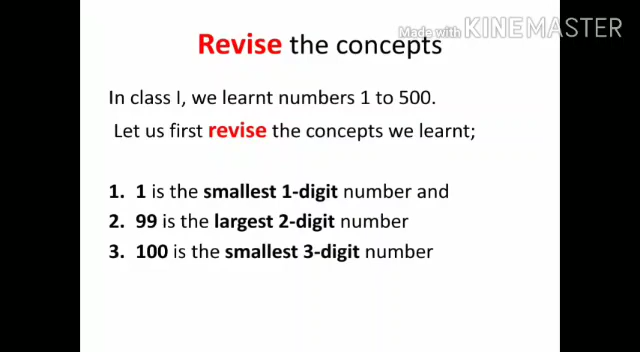 Revise the concepts
Made with KINEMASTER
In class I, we learnt numbers 1 to 500.
Let us first revise the concepts we learnt;
1. 1 is the smallest 1-digit number and
2. 99 is the largest 2-digit number
3. 100 is the smallest 3-digit number